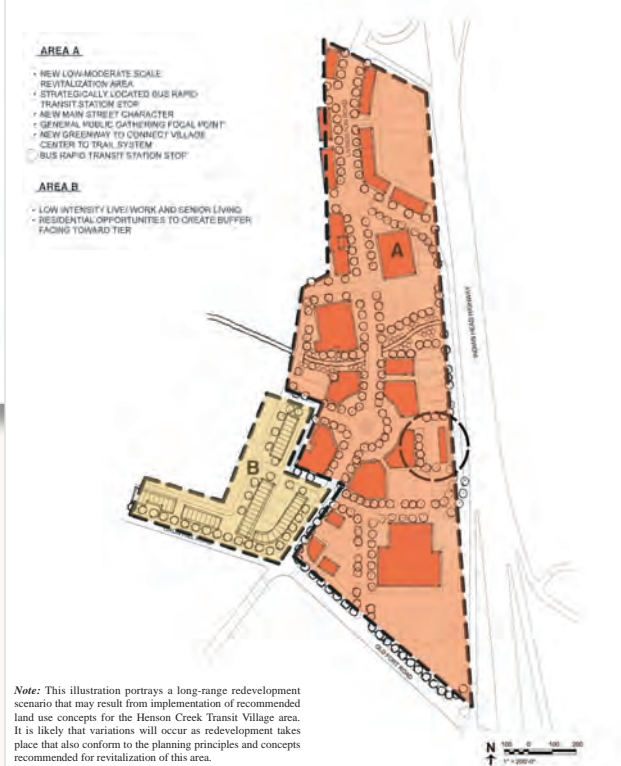 AREA A
• NEW LOW-MODERATE SCALE
REVITALIZATION AREA
• STRATEGICALLY LOCATED BUS RAPID
TRANSIT STATION STOP
• NEW MAIN STREET CHARACTER
• GENERAL PUBLIC GATHERING FOCAL POINT
• NEW GREENWAY TO CONNECT VILLAGE
CENTER TO TRAIL SYSTEM
BUS RAPID TRANSIT STATION STOP
AREA B
• LOW INTENSITY LIVE/WORK AND SENIOR LIVING
• RESIDENTIAL OPPORTUNITIES TO CREATE BUFFER
FACING TOWARD TIER
A
INDIAN HEAD HIGHWAY
B
OLD FORT ROAD
Note: This illustration portrays a long-range redevelopment
scenario that may result from implementation of recommended
land use concepts for the Henson Creek Transit Village area.
It is likely that variations will occur as redevelopment takes
place that also conform to the planning principles and concepts
recommended for revitalization of this area.
N
100 0 100 200
1" = 200'-0"